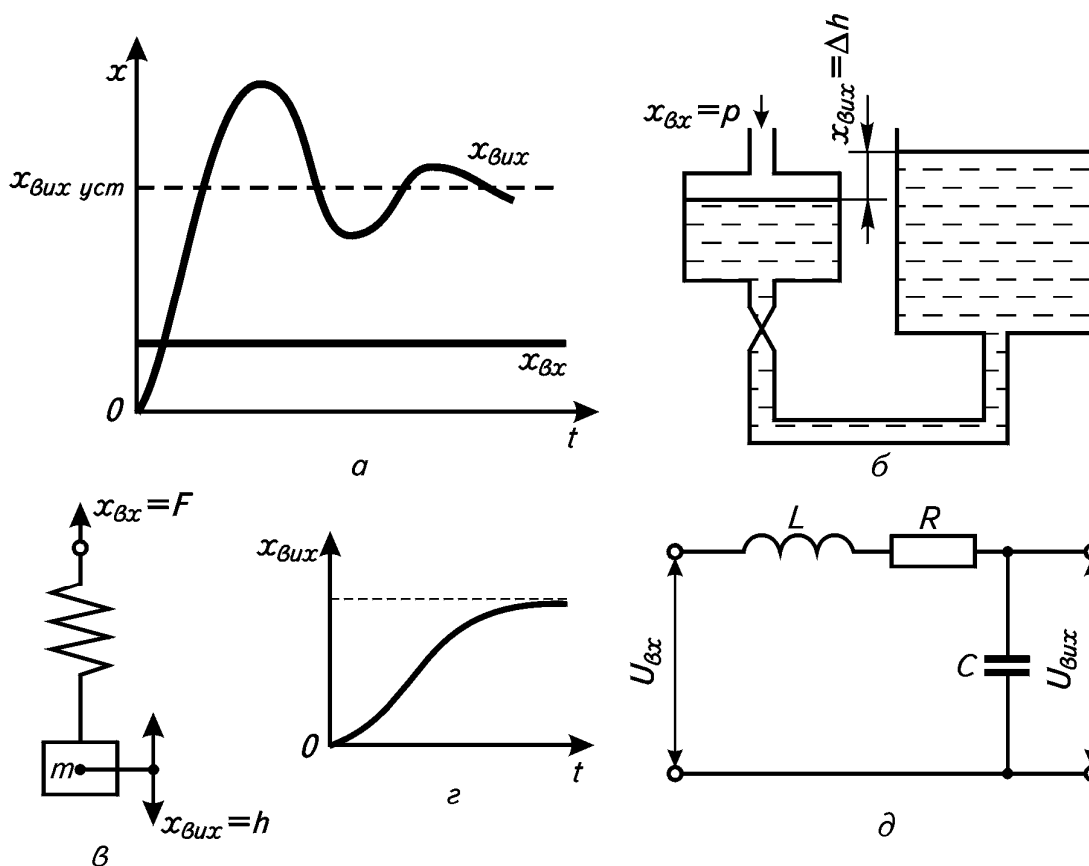 x
x вих
x вих уст
x вх
0
t
а
x вх = p
x вих = Δh
б
x вх = F
m
x вих = h
в
x вих
0
t
г
L
R
U вх
C
U вих
д